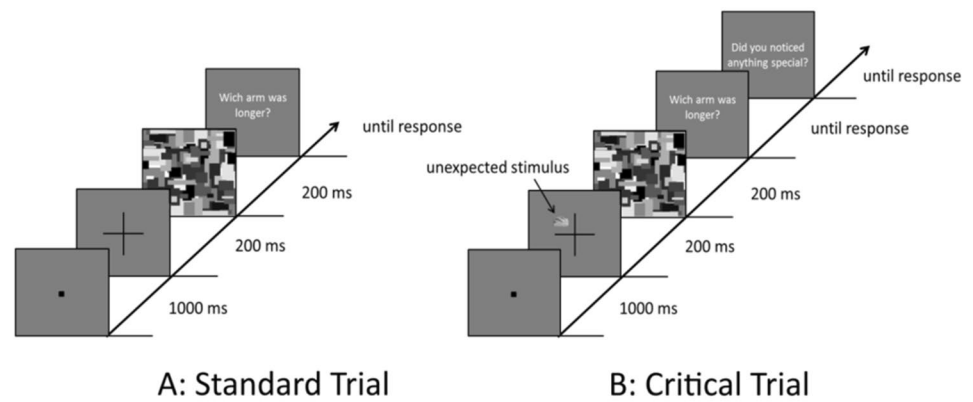 Wich arm was
longer?
until response
200 ms
200 ms
1000 ms
A: Standard Trial
Did you noticed
anything special?
until response
Wich arm was
longer?
until response
unexpected stimulus
200 ms
200 ms
1000 ms
B: Critical Trial